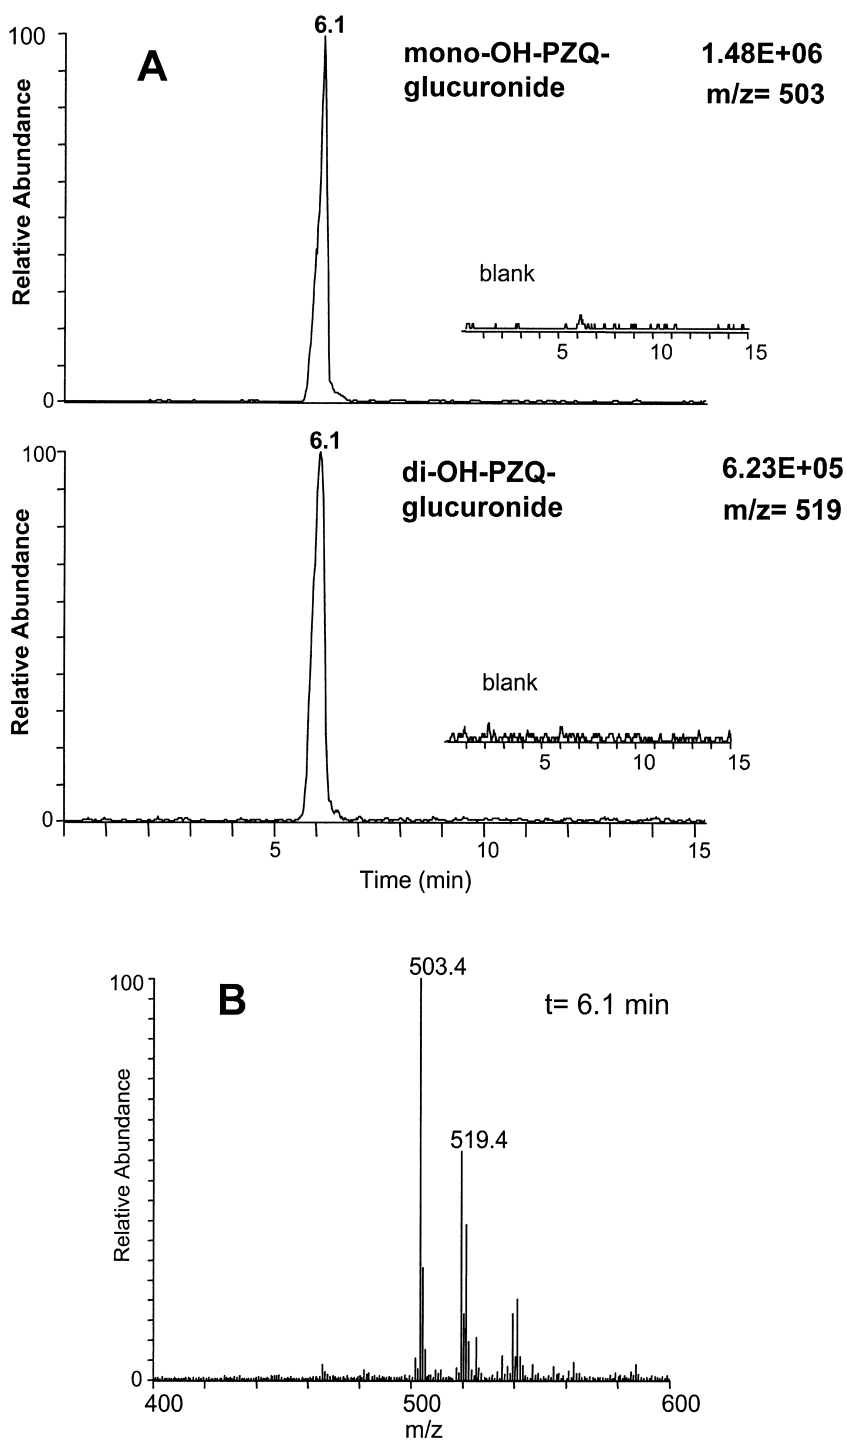 6.1
100
A
mono-OH-PZQ-
glucuronide
1.48E+06
m/z= 503
Relative Abundance
blank
5 10 15
0
6.1
100
di-OH-PZQ-
glucuronide
6.23E+05
m/z= 519
Relative Abundance
blank
5 10 15
0
5 10 15
Time (min)
503.4
100
B
t= 6.1 min
519.4
Relative Abundance
0
400 500 600
m/z